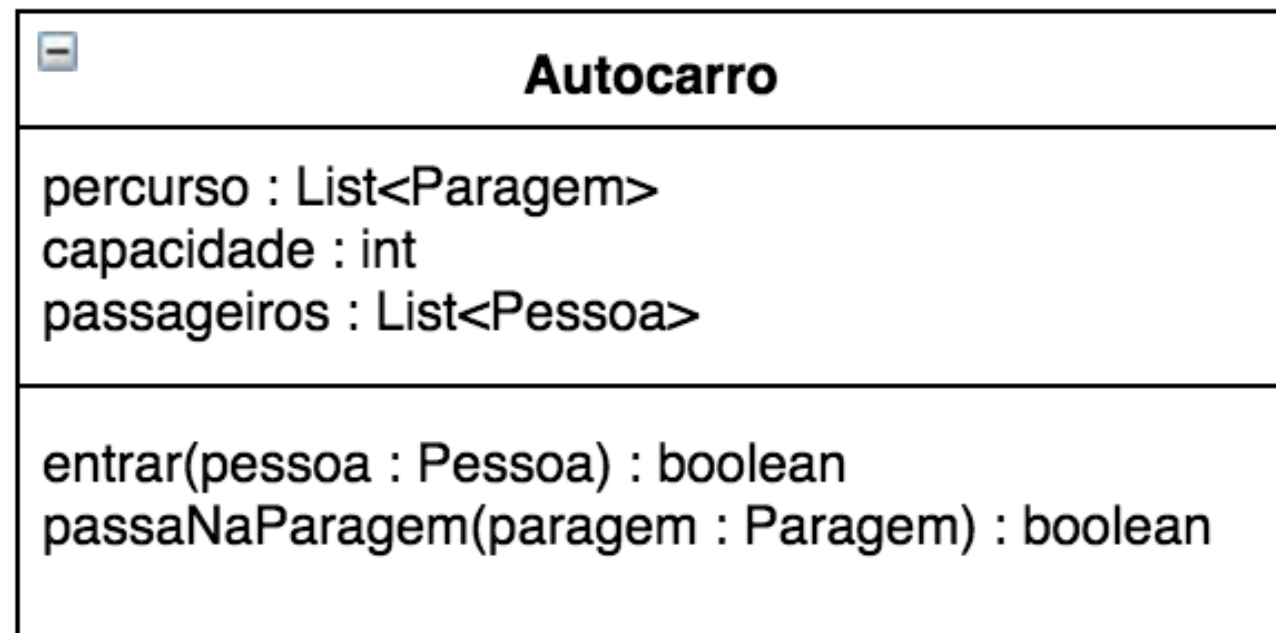 Autocarro
percurso : List<Paragem>
capacidade : int
passageiros : List<Pessoa>
entrar(pessoa : Pessoa) : boolean
passaNaParagem(paragem : Paragem) : boolean